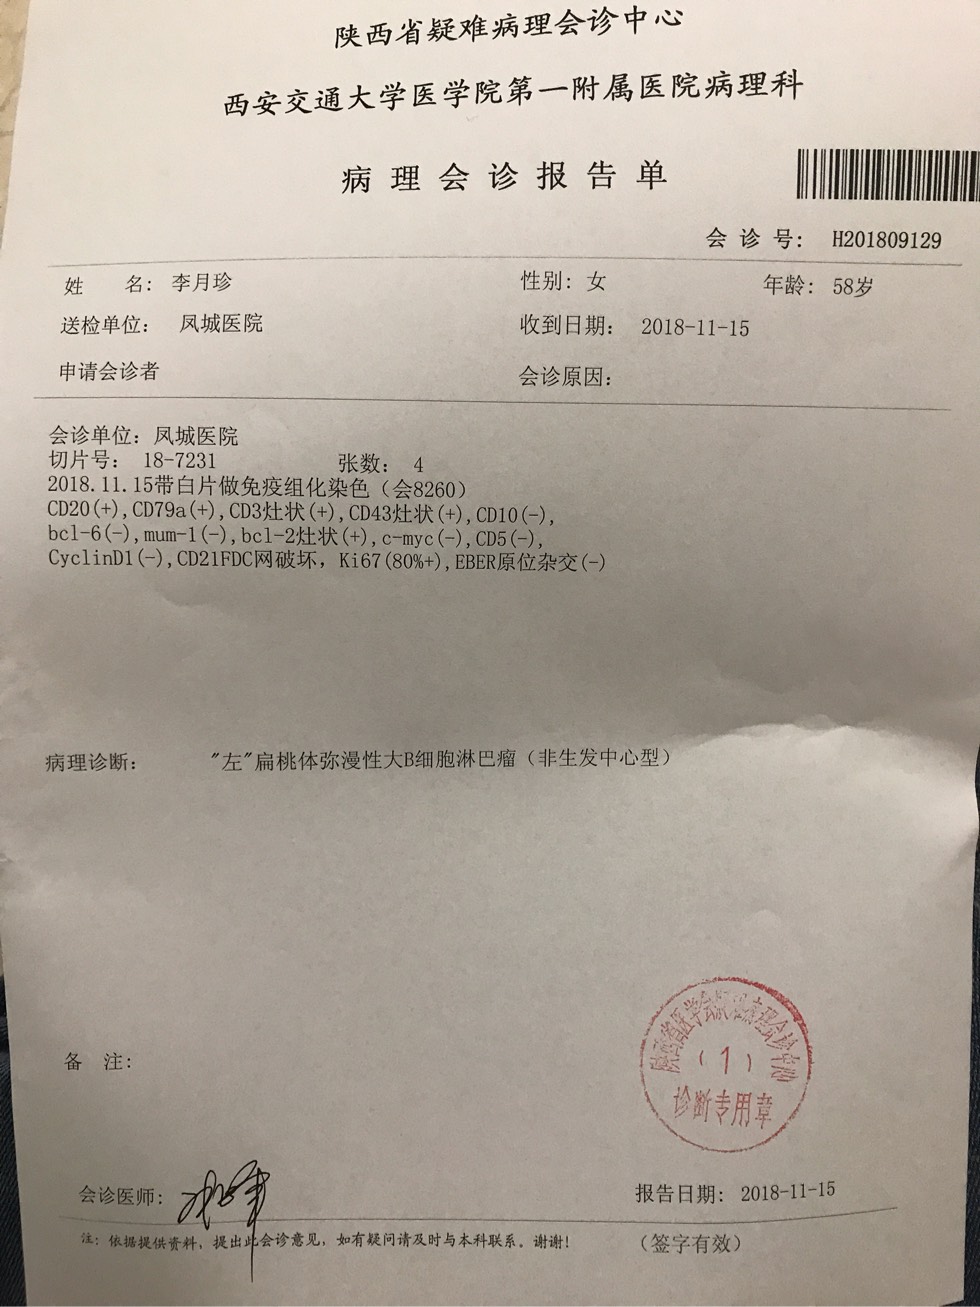 陕西省疑难病理会诊中心
西安交通大学医学院第一附属医院病理科
病理会诊报告单
会诊号: H201809129
姓 名: 李月珍 性别: 女 年龄: 58岁
送检单位: 凤城医院 收到日期: 2018-11-15
申请会诊者 会诊原因:
会诊单位: 凤城医院
切片号: 18-7231 张数: 4
2018.11.15带白片做免疫组化染色（会8260）
CD20(+),CD79a(+),CD3灶状(+),CD43灶状(+),CD10(-),
bcl-6(-),mum-1(-),bcl-2灶状(+),c-myc(-),CD5(-),
CyclinD1(-),CD21FDC网破坏, Ki67(80%+),EBER原位杂交(-)
病理诊断: "左"扁桃体弥漫性大B细胞淋巴瘤（非生发中心型）
（1）
诊断专用章
备 注:
会诊医师: 报告日期: 2018-11-15
注: 依据提供资料, 提出此会诊意见, 如有疑问请及时与本科联系。谢谢!
（签字有效）